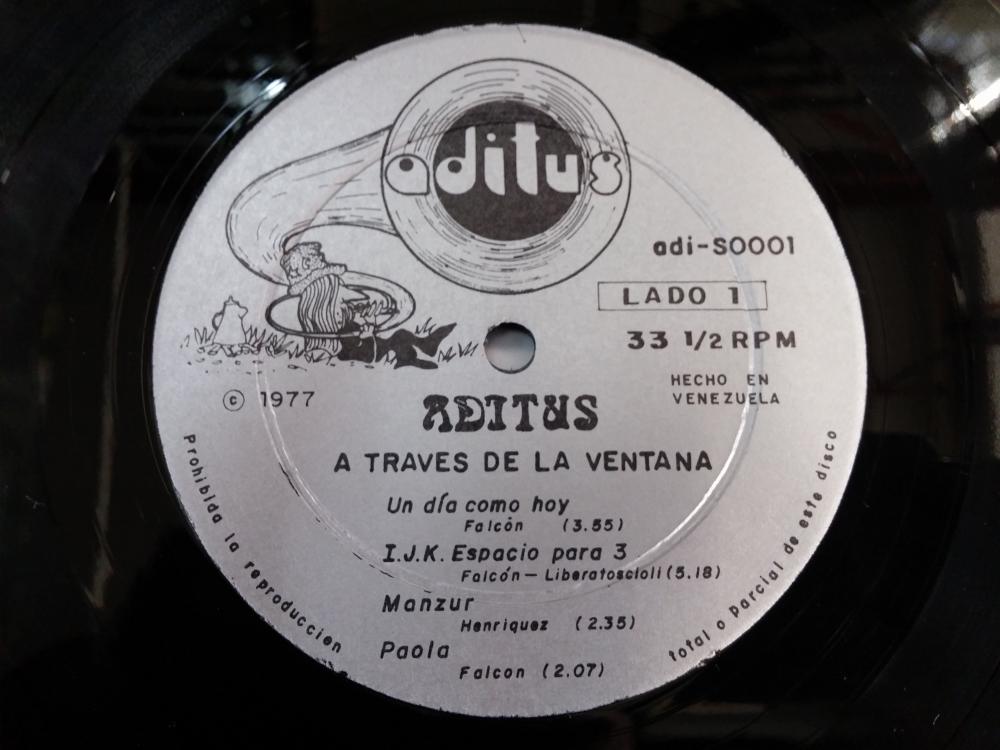 aditus
adi-S0001
LADO 1
33 1/2 RPM
HECHO EN
VENEZUELA
© 1977
ADITUS
A TRAVES DE LA VENTANA
Un día como hoy
Falcón (3.55)
I.J.K. Espacio para 3
Falcón — Liberatoscioli (5.18)
Manzur
Henriquez (2.35)
Paola
Falcon (2.07)
Prohibida la reproduccion
total o parcial de este disco